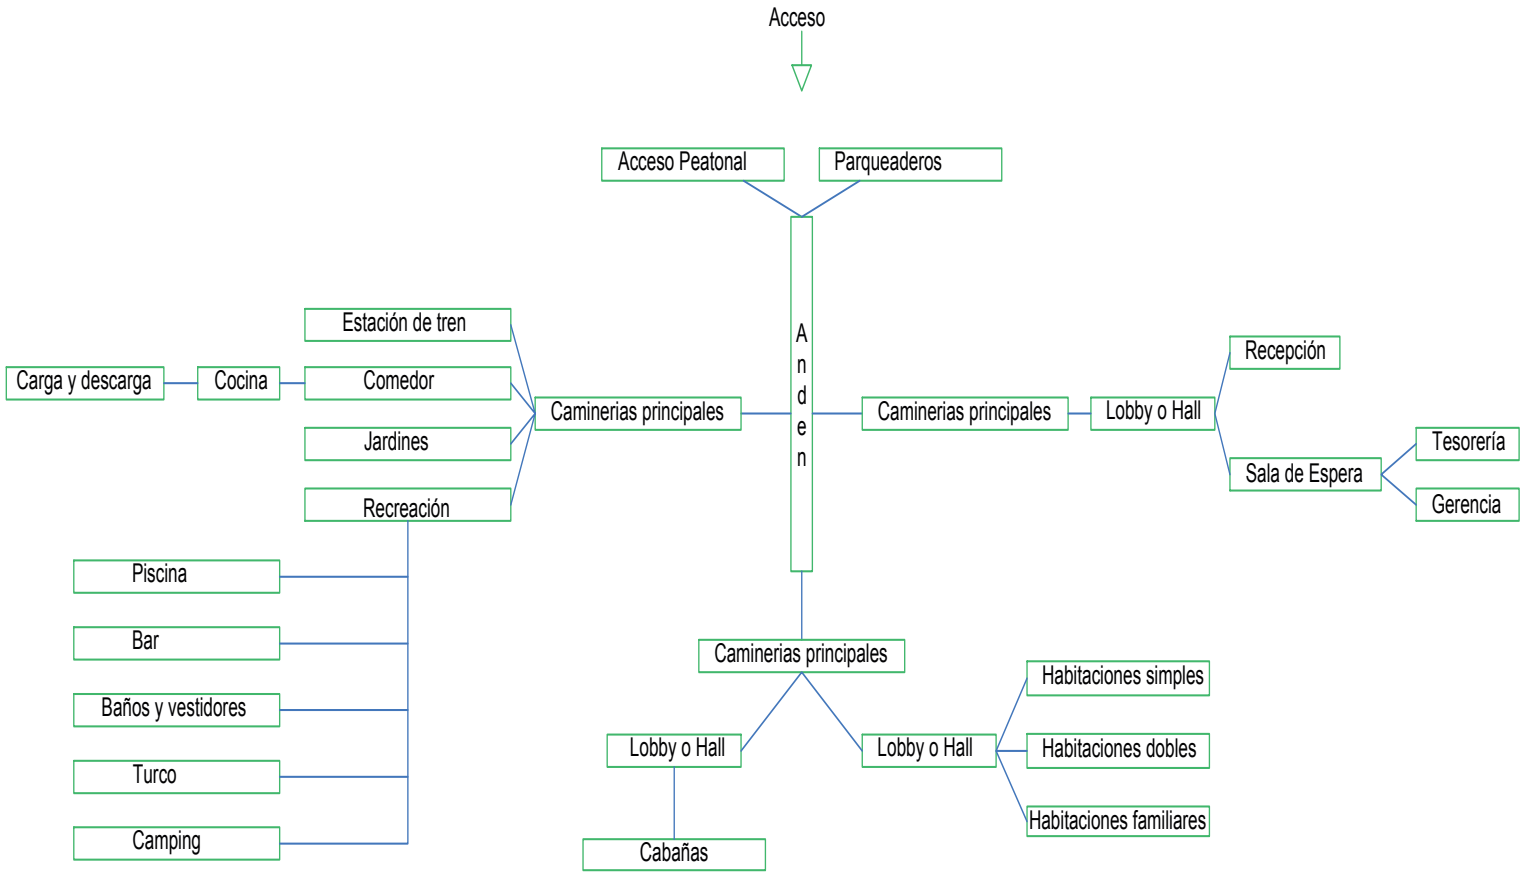 Acceso
Acceso Peatonal
Parqueaderos
Anden
Estación de tren
Carga y descarga
Cocina
Comedor
Jardines
Recreación
Caminerias principales
Caminerias principales
Lobby o Hall
Recepción
Sala de Espera
Tesorería
Gerencia
Piscina
Bar
Baños y vestidores
Turco
Camping
Caminerias principales
Lobby o Hall
Cabañas
Lobby o Hall
Habitaciones simples
Habitaciones dobles
Habitaciones familiares